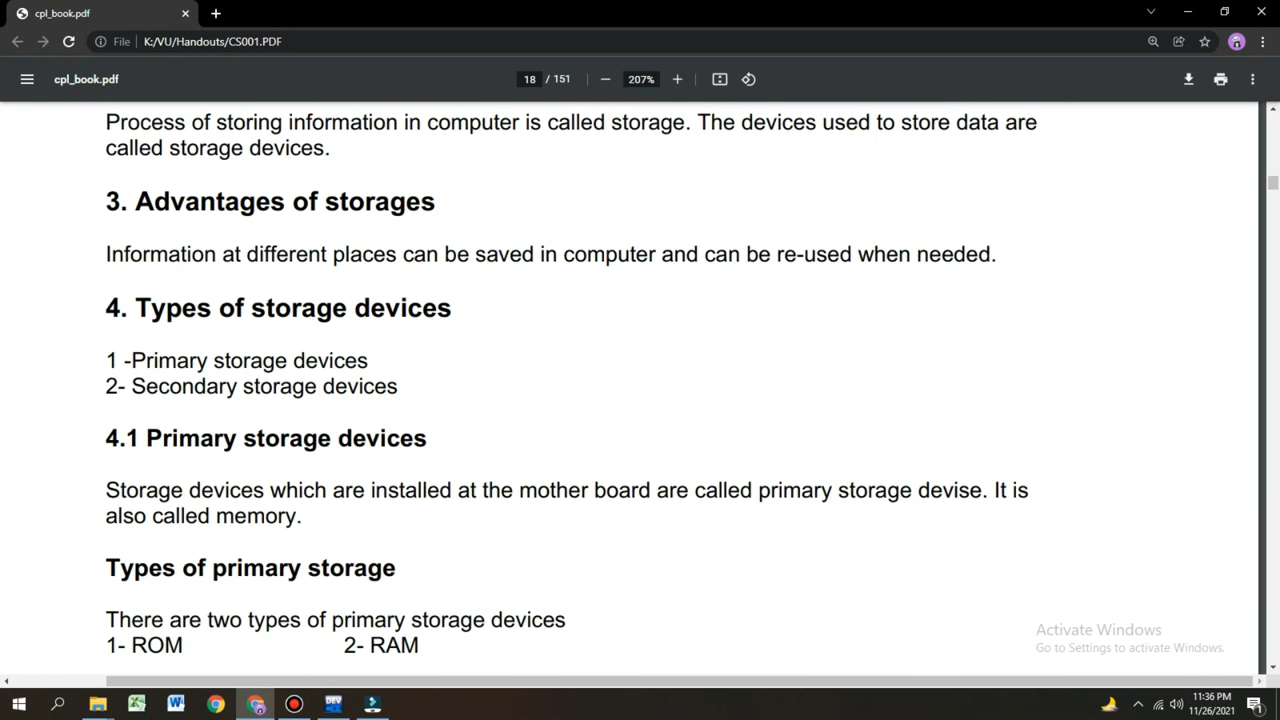 cpl_book.pdf
File K:/VU/Handouts/CS001.PDF
cpl_book.pdf 18 / 151 207%
Process of storing information in computer is called storage. The devices used to store data are
called storage devices.
3. Advantages of storages
Information at different places can be saved in computer and can be re-used when needed.
4. Types of storage devices
1 -Primary storage devices
2- Secondary storage devices
4.1 Primary storage devices
Storage devices which are installed at the mother board are called primary storage devise. It is
also called memory.
Types of primary storage
There are two types of primary storage devices
1- ROM 2- RAM
Activate Windows
Go to Settings to activate Windows.
DEV
11:36 PM
11/26/2021
1